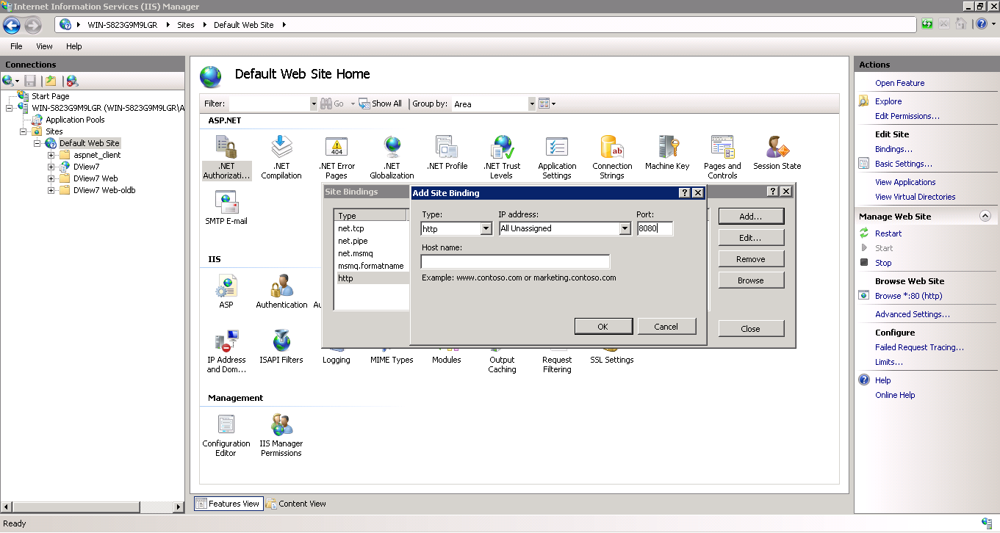 Internet Information Services (IIS) Manager
WIN-S823G9M9LGR Sites Default Web Site
File View Help
Connections
Start Page
WIN-S823G9M9LGR (WIN-S823G9M9LGR\A
Application Pools
Sites
Default Web Site
aspnet_client
DView7
DView7 Web
DView7 Web-oldb
Default Web Site Home
Filter: Go Show All Group by: Area
ASP.NET
.NET Authorizati...
.NET Compilation
.NET Error Pages
.NET Globalization
.NET Profile
.NET Trust Levels
Application Settings
Connection Strings
Machine Key
Pages and Controls
Session State
SMTP E-mail
IIS
ASP
Authentication
Au
IP Address and Dom...
ISAPI Filters
Logging
MIME Types
Modules
Output Caching
Request Filtering
SSL Settings
Management
Configuration Editor
IIS Manager Permissions
Site Bindings
Type
net.tcp
net.pipe
net.msmq
msmq.formatname
http
Add...
Edit...
Remove
Browse
Close
Add Site Binding
Type: IP address: Port:
http All Unassigned 8080
Host name:
Example: www.contoso.com or marketing.contoso.com
OK Cancel
Features View Content View
Actions
Open Feature
Explore
Edit Permissions...
Edit Site
Bindings...
Basic Settings...
View Applications
View Virtual Directories
Manage Web Site
Restart
Start
Stop
Browse Web Site
Browse *:80 (http)
Advanced Settings...
Configure
Failed Request Tracing...
Limits...
Help
Online Help
Ready